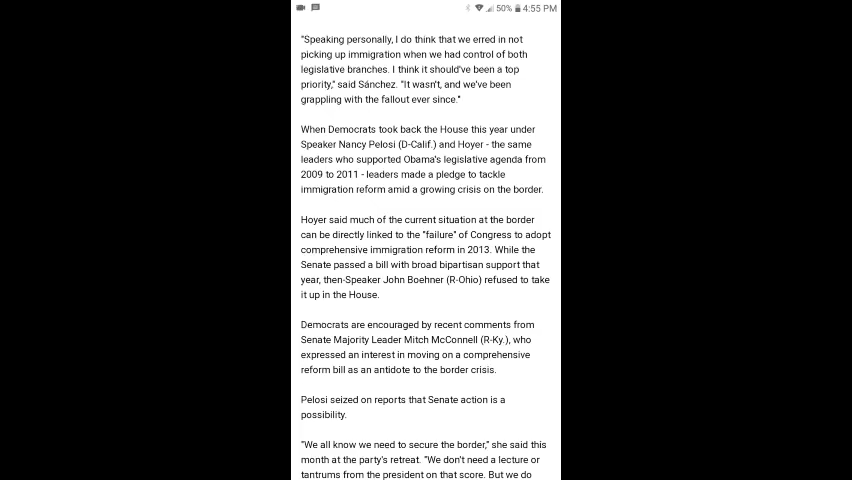 50% 4:55 PM
"Speaking personally, I do think that we erred in not
picking up immigration when we had control of both
legislative branches. I think it should've been a top
priority," said Sánchez. "It wasn't, and we've been
grappling with the fallout ever since."
When Democrats took back the House this year under
Speaker Nancy Pelosi (D-Calif.) and Hoyer - the same
leaders who supported Obama's legislative agenda from
2009 to 2011 - leaders made a pledge to tackle
immigration reform amid a growing crisis on the border.
Hoyer said much of the current situation at the border
can be directly linked to the "failure" of Congress to adopt
comprehensive immigration reform in 2013. While the
Senate passed a bill with broad bipartisan support that
year, then-Speaker John Boehner (R-Ohio) refused to take
it up in the House.
Democrats are encouraged by recent comments from
Senate Majority Leader Mitch McConnell (R-Ky.), who
expressed an interest in moving on a comprehensive
reform bill as an antidote to the border crisis.
Pelosi seized on reports that Senate action is a
possibility.
"We all know we need to secure the border," she said this
month at the party's retreat. "We don't need a lecture or
tantrums from the president on that score. But we do